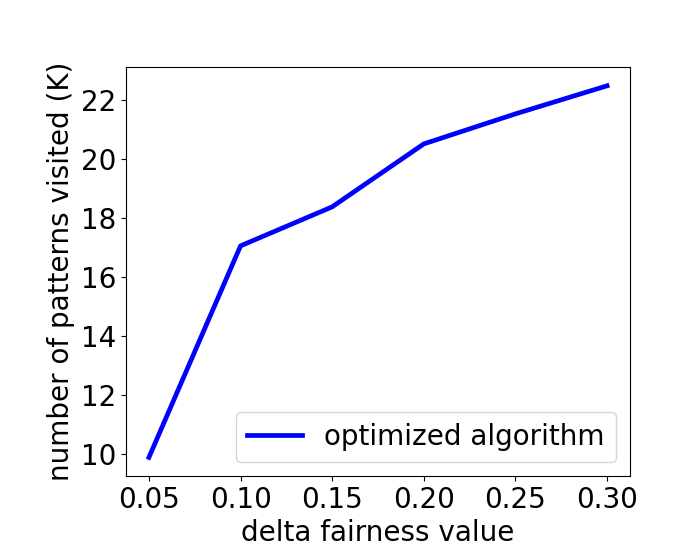 number of patterns visited (K)
22
20
18
16
14
12
10
optimized algorithm
0.05 0.10 0.15 0.20 0.25 0.30
delta fairness value